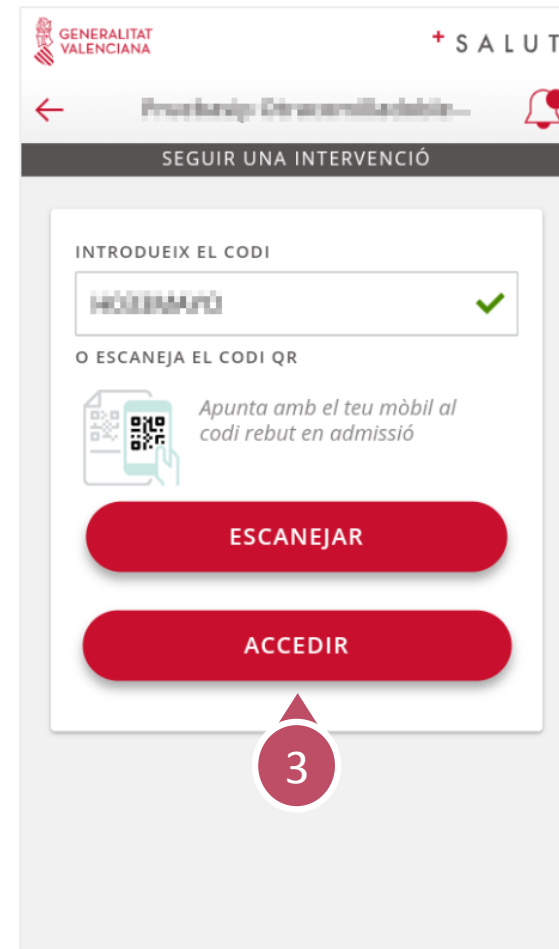 GENERALITAT
VALENCIANA
+SALUT
SEGUIR UNA INTERVENCIÓ
INTRODUEIX EL CODI
O ESCANEJA EL CODI QR
Apunta amb el teu mòbil al
codi rebut en admissió
ESCANEJAR
ACCEDIR
3